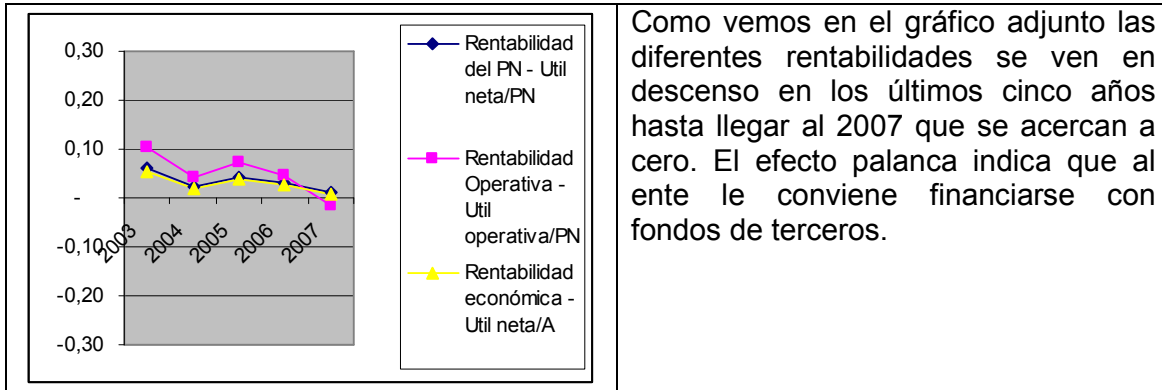 0,30
0,20
0,10
-
-0,10
-0,20
-0,30
2003
2004
2005
2006
2007
Rentabilidad
del PN - Util
neta/PN
Rentabilidad
Operativa -
Util
operativa/PN
Rentabilidad
económica -
Util neta/A
Como vemos en el gráfico adjunto las
diferentes rentabilidades se ven en
descenso en los últimos cinco años
hasta llegar al 2007 que se acercan a
cero. El efecto palanca indica que al
ente le conviene financiarse con
fondos de terceros.